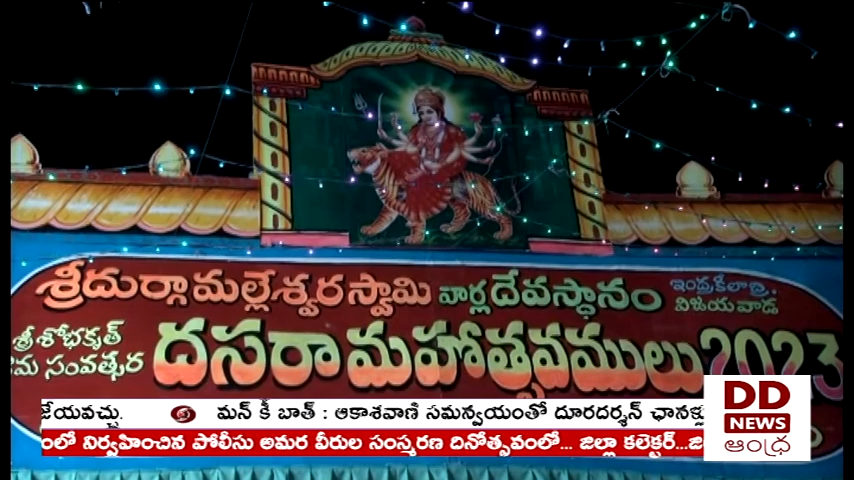 శ్రీదుర్గామల్లేశ్వరస్వామి వార్ల దేవస్థానం
ఇంద్రకీలాద్రి.
విజయవాడ
శ్రీ శోభకృత్
సంవత్సర
దసరా మహోత్సవములు 2023
జేయవచ్చు. మన్ కీ బాత్ : ఆకాశవాణి సమన్వయంతో దూరదర్శన్ ఛానళ్లు
నిర్వహించిన పోలీసు అమర వీరుల సంస్మరణ దినోత్సవంలో... జిల్లా కలెక్టర్...
DD
NEWS
ఆంధ్ర